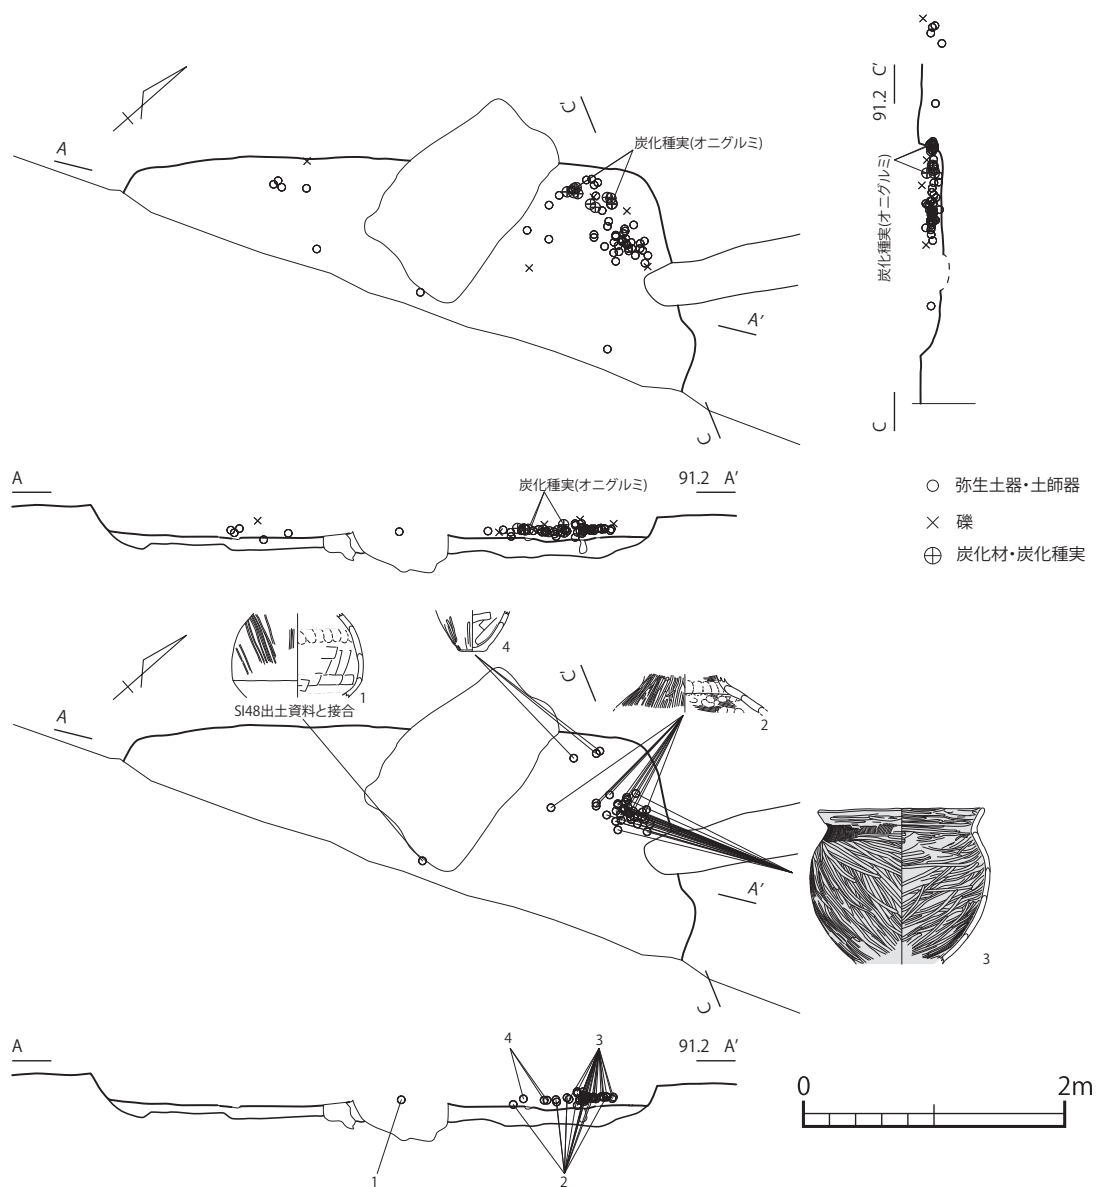 C'
91.2 C'
炭化種実(オニグルミ)
A
炭化種実(オニグルミ)
A'
C
C
A
炭化種実(オニグルミ)
91.2 A'
弥生土器・土師器
礫
炭化材・炭化種実
4
1
SI48出土資料と接合
C'
2
A
A'
3
C
A
4
3
91.2 A'
1
2
0
2m